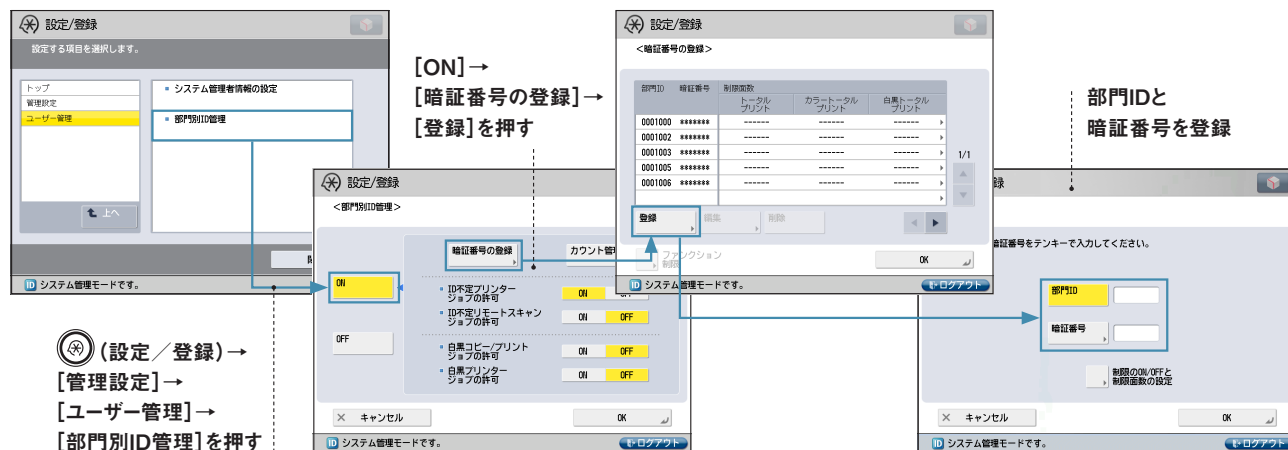 設定/登録
設定する項目を選択します。
トップ
管理設定
ユーザー管理
上へ
システム管理者情報の設定
部門別ID管理
ID システム管理モードです。
(設定／登録)→
[管理設定]→
[ユーザー管理]→
[部門別ID管理]を押す
設定/登録
<部門別ID管理>
ON
OFF
暗証番号の登録
カウント管
ID不定プリンター
ジョブの許可
ON
ID不定リモートスキャン
ジョブの許可
ON OFF
白黒コピー/プリント
ジョブの許可
ON OFF
白黒プリンター
ジョブの許可
ON OFF
× キャンセル
OK
ID システム管理モードです。
ログアウト
[ON]→
[暗証番号の登録]→
[登録]を押す
設定/登録
<暗証番号の登録>
部門ID 暗証番号 制限面数
トータル
プリント
カラートータル
プリント
白黒トータル
プリント
0001000 ******* ------ ------ ------
0001002 ******* ------ ------ ------
0001003 ******* ------ ------ ------
0001005 ******* ------ ------ ------
0001006 ******* ------ ------ ------
1/1
登録 編集 削除
ファンクション
制限
OK
ID システム管理モードです。
ログアウト
部門IDと
暗証番号を登録
録
暗証番号をテンキーで入力してください。
部門ID
暗証番号
制限のON/OFFと
制限面数の設定
× キャンセル
OK
ID システム管理モードです。
ログアウト